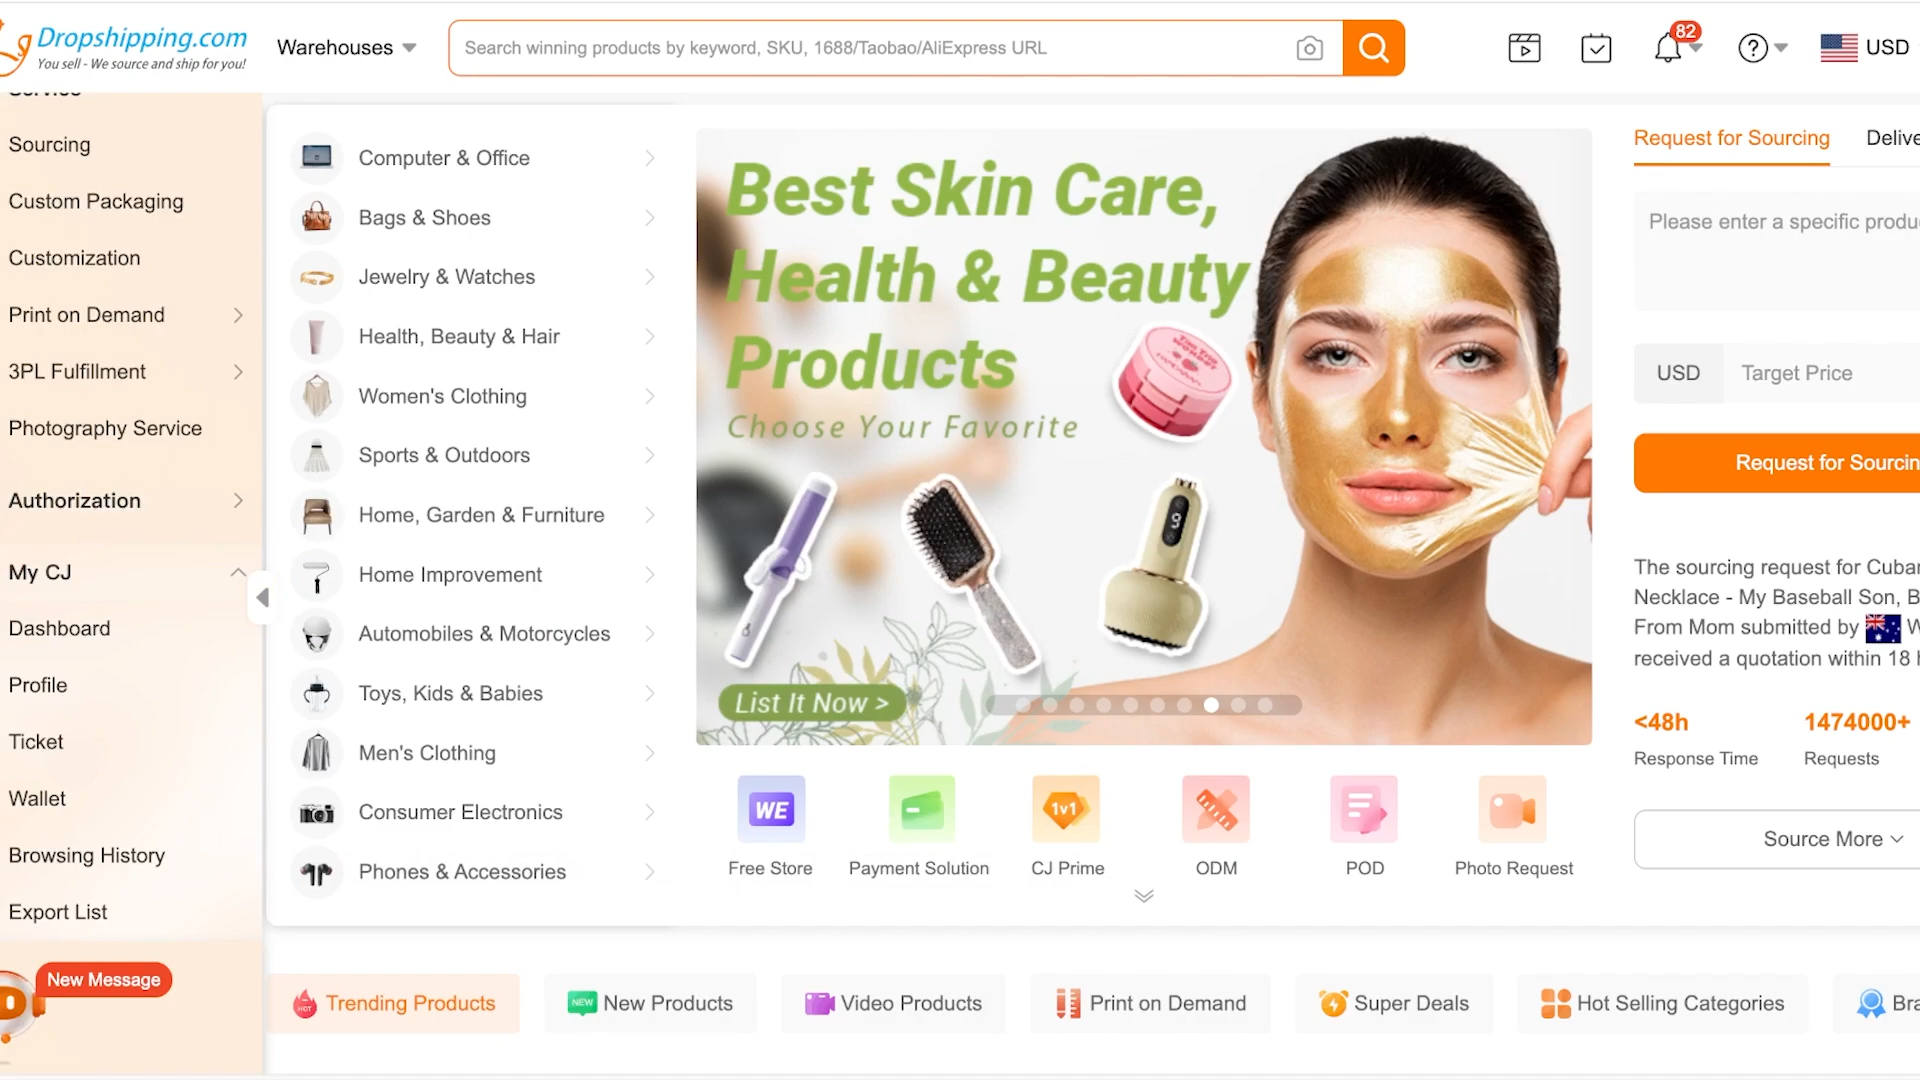 Dropshipping.com
You sell - We source and ship for you!
Warehouses
Search winning products by keyword, SKU, 1688/Taobao/AliExpress URL
82
USD
Service
Sourcing
Custom Packaging
Customization
Print on Demand
3PL Fulfillment
Photography Service
Authorization
My CJ
Dashboard
Profile
Ticket
Wallet
Browsing History
Export List
New Message
Computer & Office
Bags & Shoes
Jewelry & Watches
Health, Beauty & Hair
Women's Clothing
Sports & Outdoors
Home, Garden & Furniture
Home Improvement
Automobiles & Motorcycles
Toys, Kids & Babies
Men's Clothing
Consumer Electronics
Phones & Accessories
Best Skin Care,
Health & Beauty
Products
Choose Your Favorite
9
List It Now >
WE
Free Store
Payment Solution
1v1
CJ Prime
ODM
POD
Photo Request
Request for Sourcing
Delive
Please enter a specific produ
USD
Target Price
Request for Sourcin
The sourcing request for Cuban
Necklace - My Baseball Son, B
From Mom submitted by W
received a quotation within 18 h
<48h
Response Time
1474000+
Requests
Source More
HOT
Trending Products
NEW
New Products
Video Products
Print on Demand
Super Deals
Hot Selling Categories
Bra